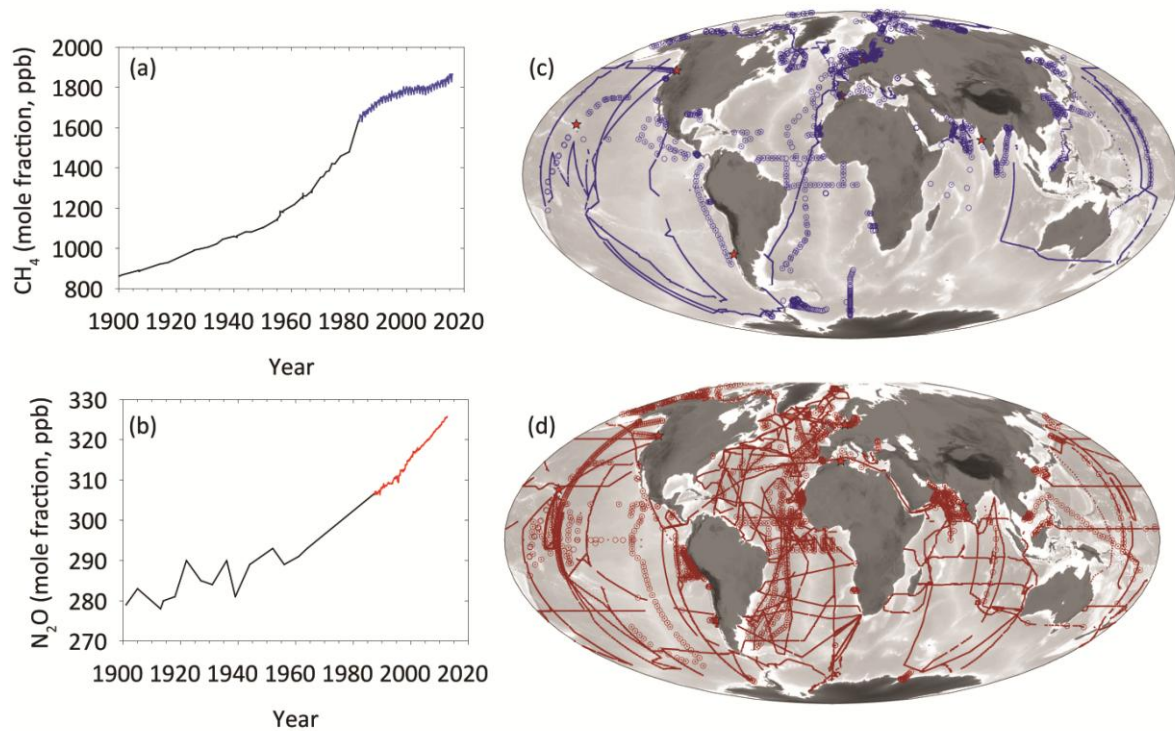 (a)
CH4 (mole fraction, ppb)
2000
1800
1600
1400
1200
1000
800
1900 1920 1940 1960 1980 2000 2020
Year
(b)
N2O (mole fraction, ppb)
330
320
310
300
290
280
270
1900 1920 1940 1960 1980 2000 2020
Year
(c)
(d)